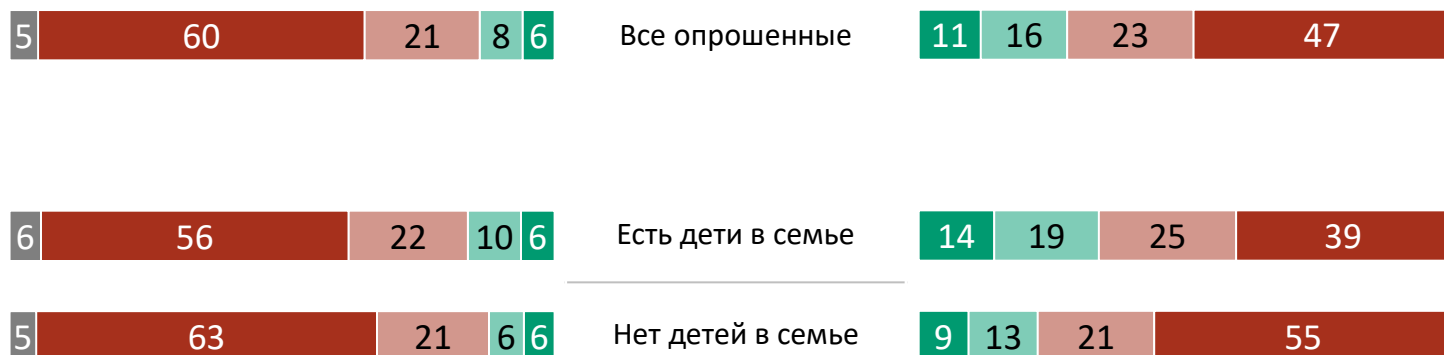 5 60 21 8 6 Все опрошенные 11 16 23 47
6 56 22 10 6 Есть дети в семье 14 19 25 39
5 63 21 6 6 Нет детей в семье 9 13 21 55